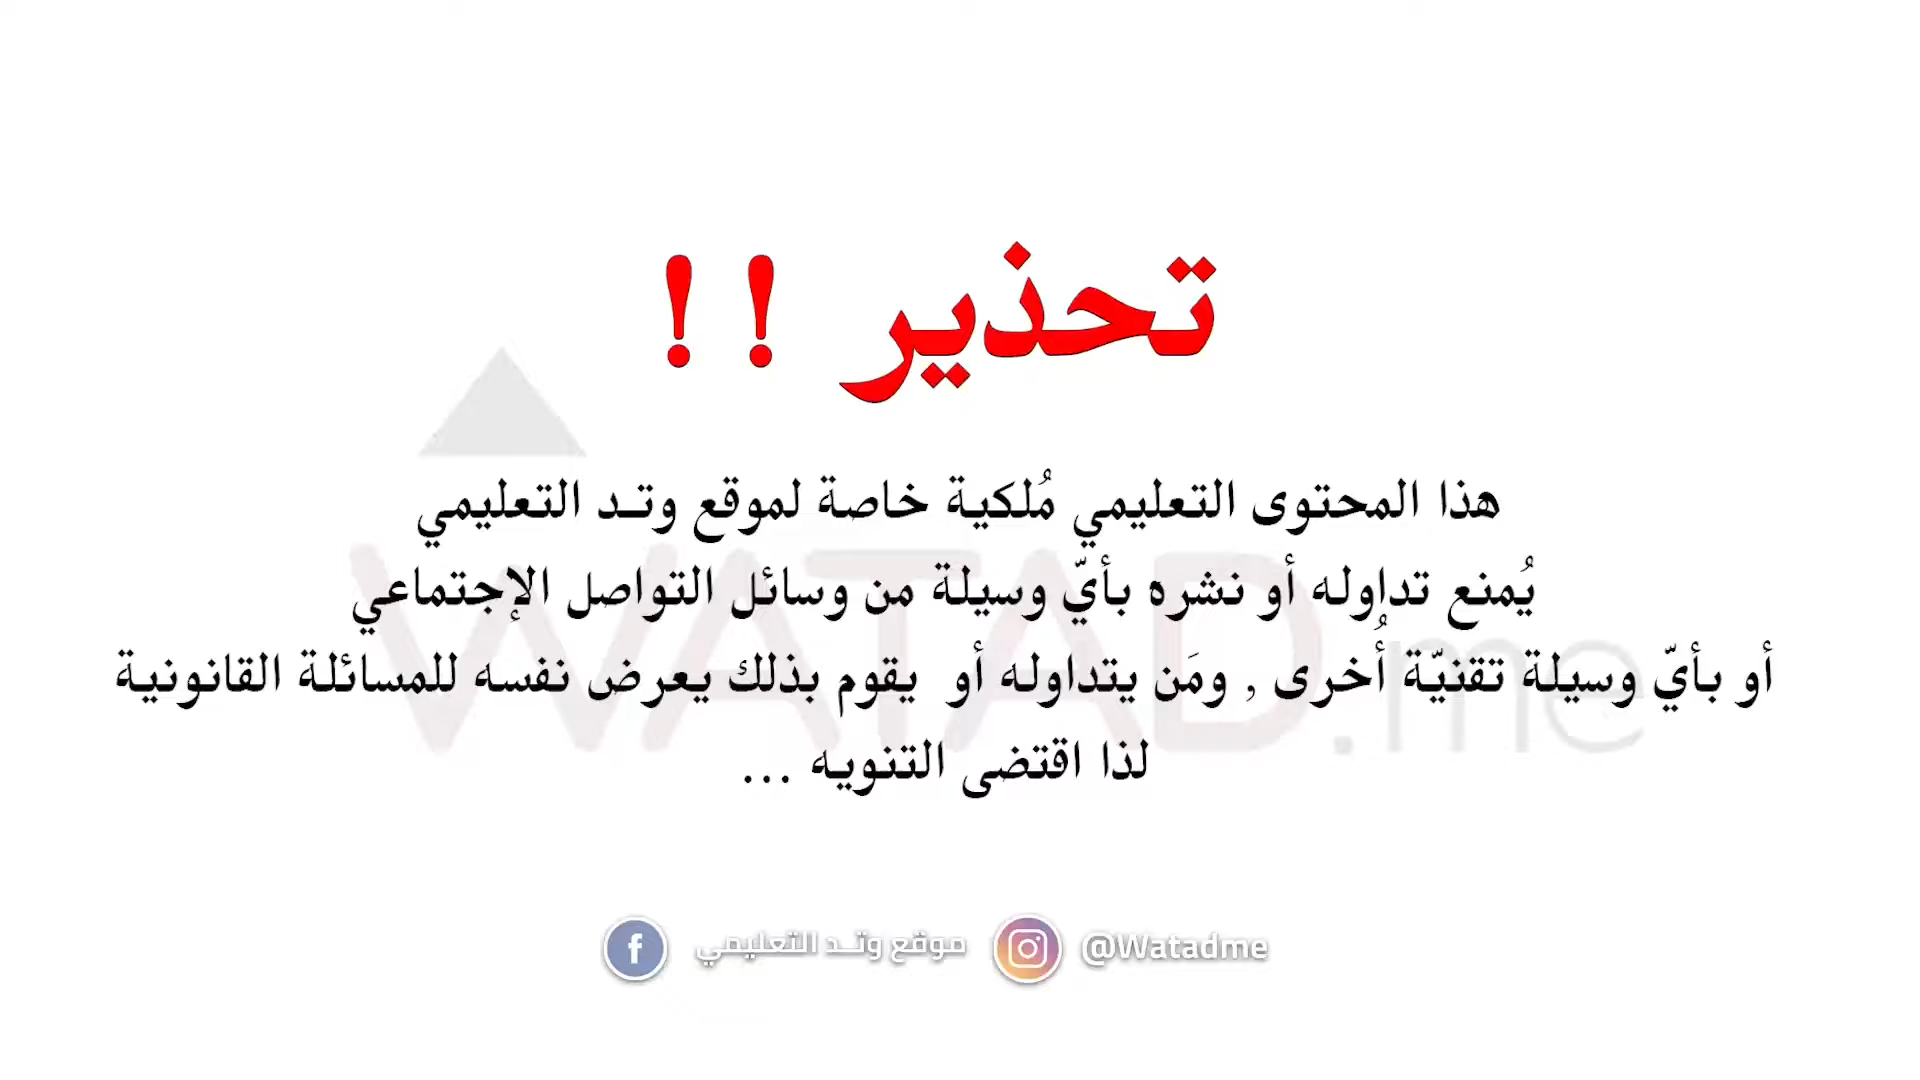 تحذير ! !
هذا المحتوى التعليمي مُلكية خاصة لموقع وتـد التعليمي
يُمنع تداوله أو نشره بأيّ وسيلة من وسائل التواصل الإجتماعي
أو بأيّ وسيلة تقنيّة أُخرى , ومَن يتداوله أو يقوم بذلك يعرض نفسه للمسائلة القانونية
لذا اقتضى التنويه ...
WATAD.me
موقع وتـد التعليمي
@Watadme